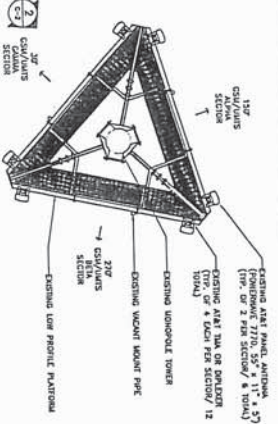 EXISTING AT&T PANEL ANTENNA
(POWERWAVE 7770, 55" x 11" x 5")
(TYP. OF 2 PER SECTOR/ 6 TOTAL)
EXISTING AT&T TMA OR DIPLEXER
(TYP. OF 4 EACH PER SECTOR/ 12
TOTAL)
EXISTING MONOPOLE TOWER
EXISTING VACANT MOUNT PIPE
EXISTING LOW PROFILE PLATFORM
150°
GSM/UMTS
ALPHA
SECTOR
270°
GSM/UMTS
BETA
SECTOR
30°
GSM/UMTS
GAMMA
SECTOR
2
C-2